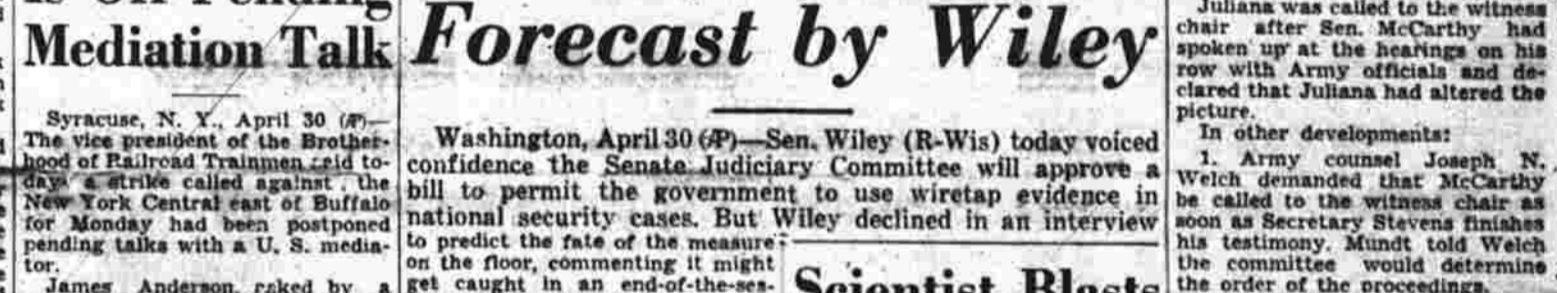 Mediation Talk
Syracuse, N. Y., April 30 (AP)—
The vice president of the Brother-
hood of Railroad Trainmen said to-
day a strike called against the
New York Central east of Buffalo
for Monday had been postponed
pending talks with a U. S. media-
tor.
James Anderson, asked by a
Forecast by Wiley
Washington, April 30 (AP)—Sen. Wiley (R-Wis) today voiced
confidence the Senate Judiciary Committee will approve a
bill to permit the government to use wiretap evidence in
national security cases. But Wiley declined in an interview
to predict the fate of the measure
on the floor, commenting it might
get caught in an end-of-the-ses-
Scientist Blasts
Juliana was called to the witness
chair after Sen. McCarthy had
spoken up at the hearings on his
row with Army officials and de-
clared that Juliana had altered the
picture.
In other developments:
1. Army counsel Joseph N.
Welch demanded that McCarthy
be called to the witness chair as
soon as Secretary Stevens finishes
his testimony. Mundt told Welch
the committee would determine
the order of the proceedings.